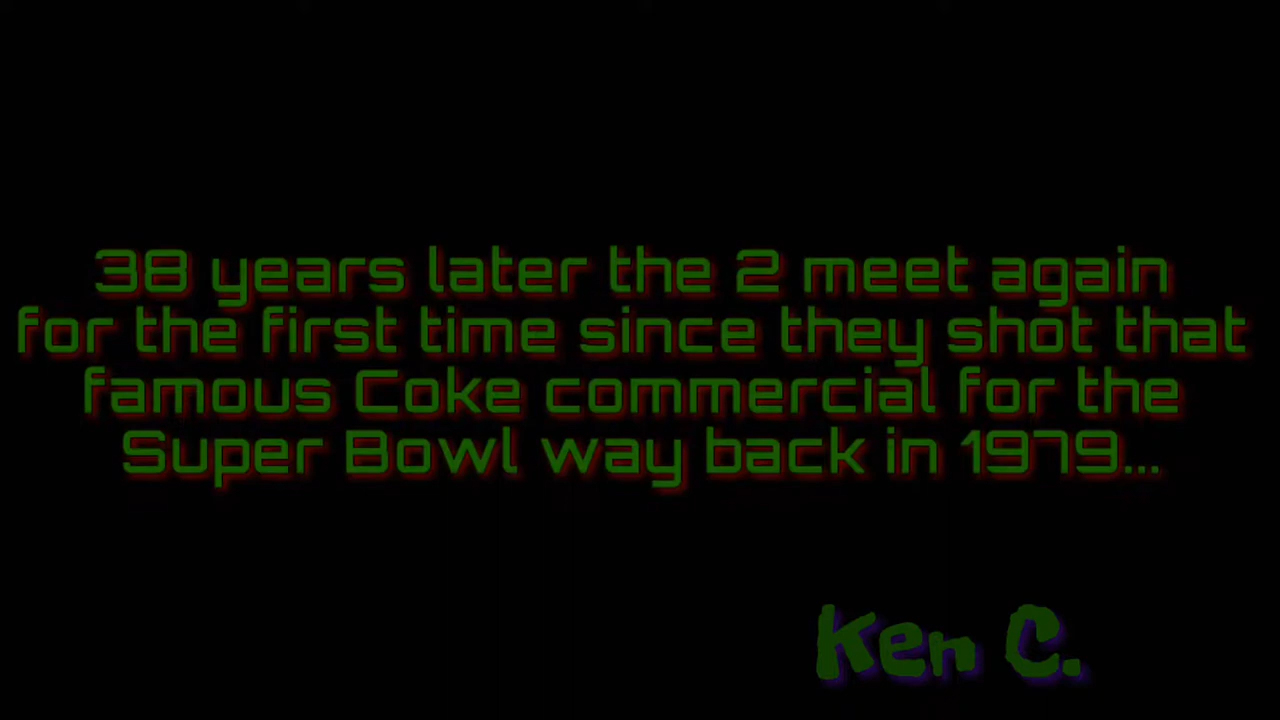 38 years later the 2 meet again
for the first time since they shot that
famous Coke commercial for the
Super Bowl way back in 1979...
Ken C.